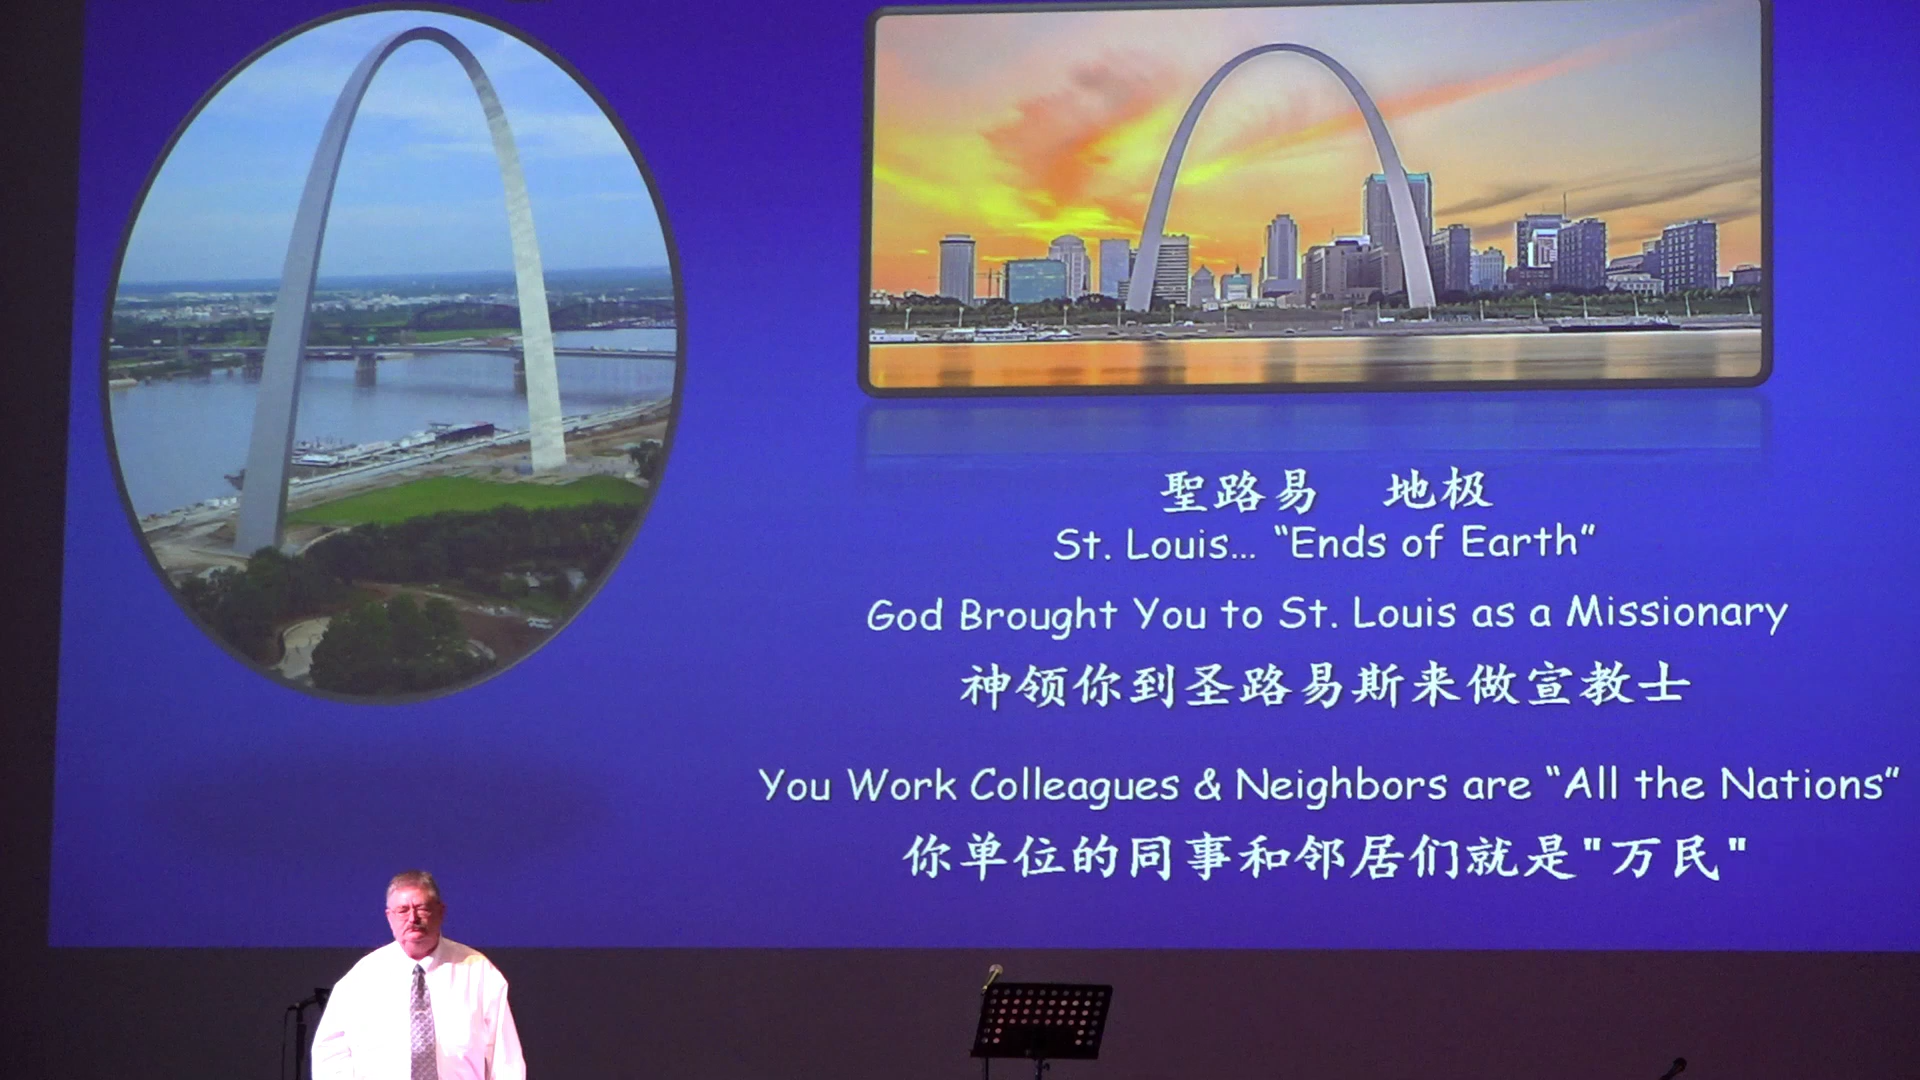 聖路易 地极
St. Louis... “Ends of Earth”
God Brought You to St. Louis as a Missionary
神领你到圣路易斯来做宣教士
You Work Colleagues & Neighbors are “All the Nations”
你单位的同事和邻居们就是"万民"